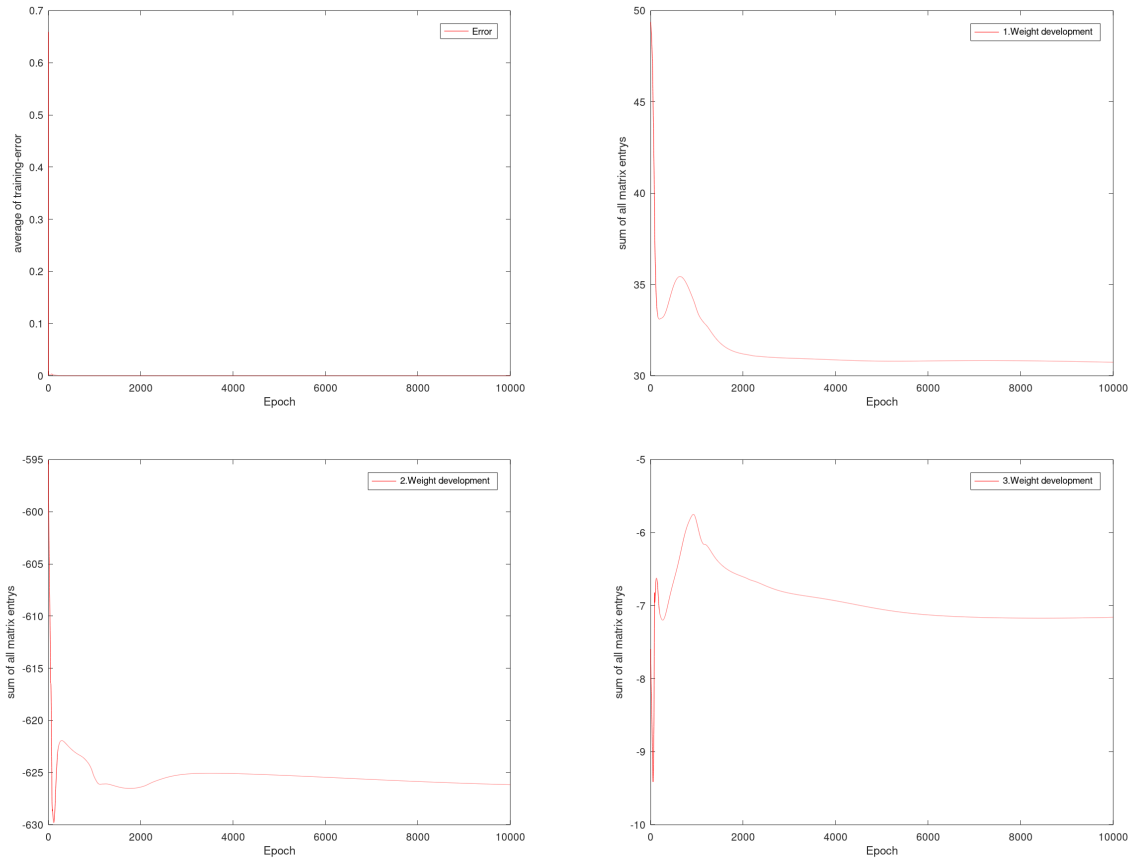 0.7
Error
0.6
0.5
0.4
0.3
0.2
0.1
0
average of training-error
0 2000 4000 6000 8000 10000
Epoch
50
1.Weight development
45
40
35
30
sum of all matrix entrys
0 2000 4000 6000 8000 10000
Epoch
-595
2.Weight development
-600
-605
-610
-615
-620
-625
-630
sum of all matrix entrys
0 2000 4000 6000 8000 10000
Epoch
-5
3.Weight development
-6
-7
-8
-9
-10
sum of all matrix entrys
0 2000 4000 6000 8000 10000
Epoch